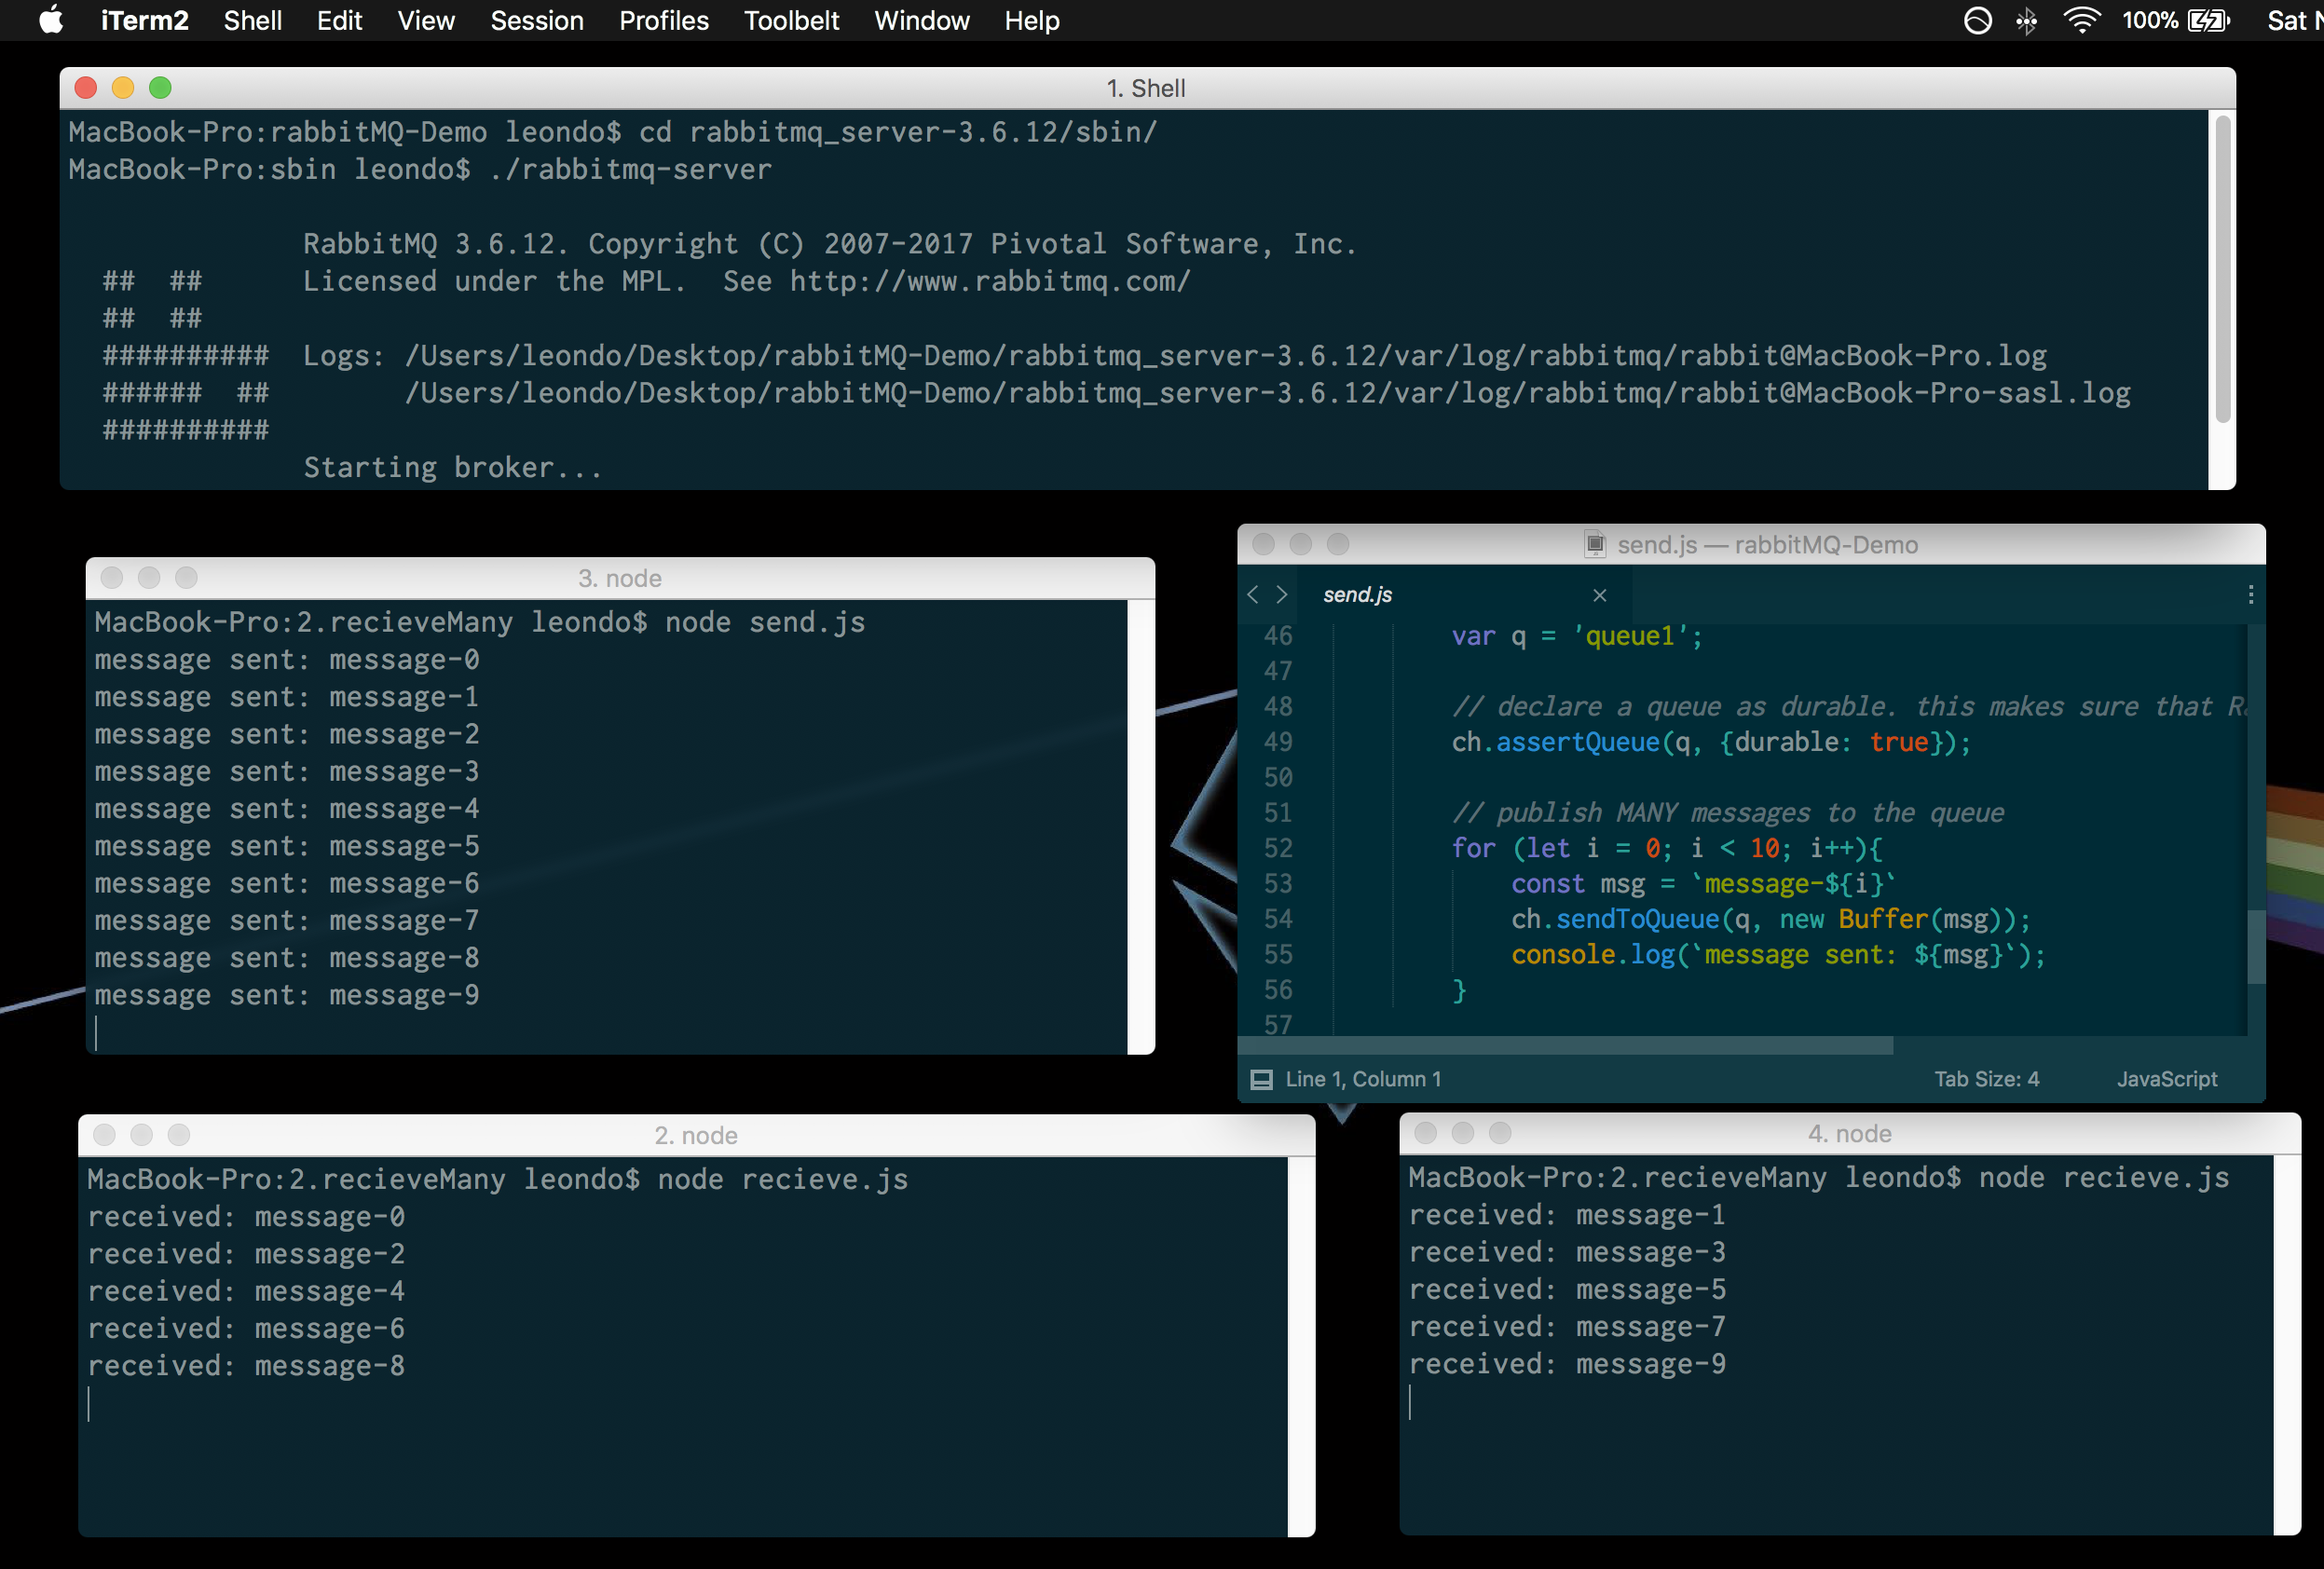 iTerm2 Shell Edit View Session Profiles Toolbelt Window Help 100% Sat
1. Shell
MacBook-Pro:rabbitMQ-Demo leondo$ cd rabbitmq_server-3.6.12/sbin/
MacBook-Pro:sbin leondo$ ./rabbitmq-server
RabbitMQ 3.6.12. Copyright (C) 2007-2017 Pivotal Software, Inc.
## ## Licensed under the MPL. See http://www.rabbitmq.com/
## ##
########## Logs: /Users/leondo/Desktop/rabbitMQ-Demo/rabbitmq_server-3.6.12/var/log/rabbitmq/rabbit@MacBook-Pro.log
###### ## /Users/leondo/Desktop/rabbitMQ-Demo/rabbitmq_server-3.6.12/var/log/rabbitmq/rabbit@MacBook-Pro-sasl.log
##########
Starting broker...
3. node
MacBook-Pro:2.recieveMany leondo$ node send.js
message sent: message-0
message sent: message-1
message sent: message-2
message sent: message-3
message sent: message-4
message sent: message-5
message sent: message-6
message sent: message-7
message sent: message-8
message sent: message-9
send.js — rabbitMQ-Demo
send.js
46 var q = 'queue1';
47
48 // declare a queue as durable. this makes sure that
49 ch.assertQueue(q, {durable: true});
50
51 // publish MANY messages to the queue
52 for (let i = 0; i < 10; i++){
53 const msg = `message-${i}`
54 ch.sendToQueue(q, new Buffer(msg));
55 console.log(`message sent: ${msg}`);
56 }
57
Line 1, Column 1 Tab Size: 4 JavaScript
2. node
MacBook-Pro:2.recieveMany leondo$ node recieve.js
received: message-0
received: message-2
received: message-4
received: message-6
received: message-8
4. node
MacBook-Pro:2.recieveMany leondo$ node recieve.js
received: message-1
received: message-3
received: message-5
received: message-7
received: message-9